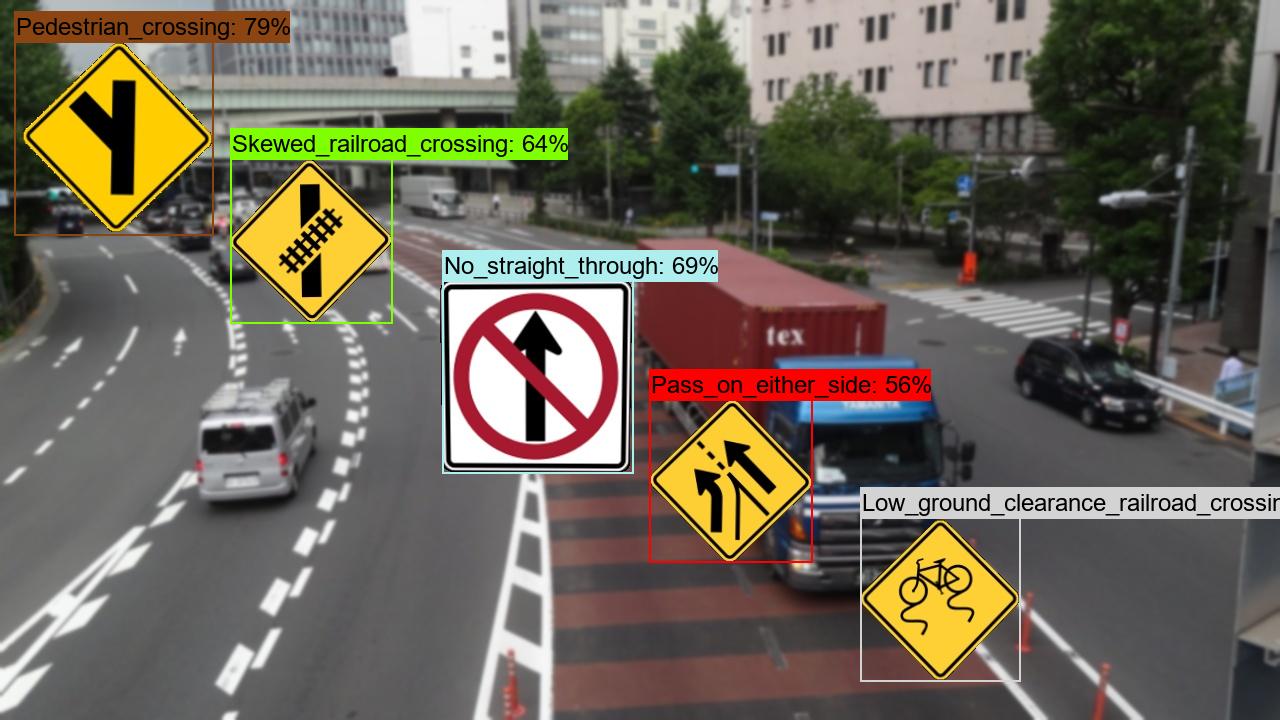 Pedestrian_crossing: 79%
Skewed_railroad_crossing: 64%
No_straight_through: 69%
tex
Pass_on_either_side: 56%
Low_ground_clearance_railroad_crossin